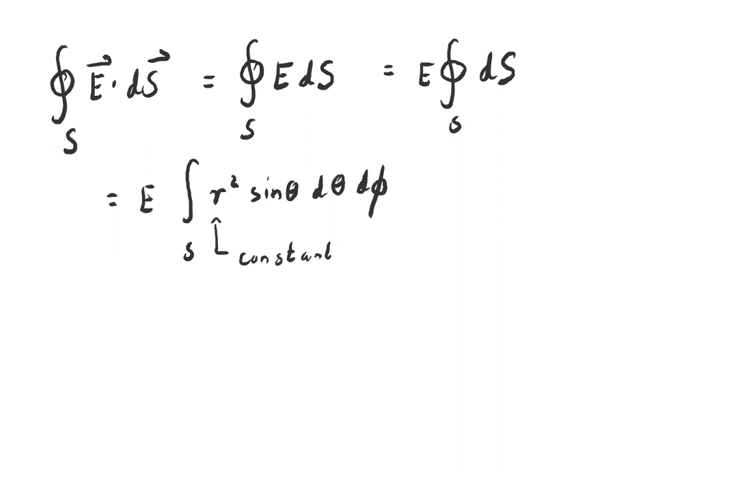 ∮_S E⃗ · dS⃗ = ∮_S E dS = E ∮_S dS
= E ∫_S r² sinθ dθ dϕ
constant